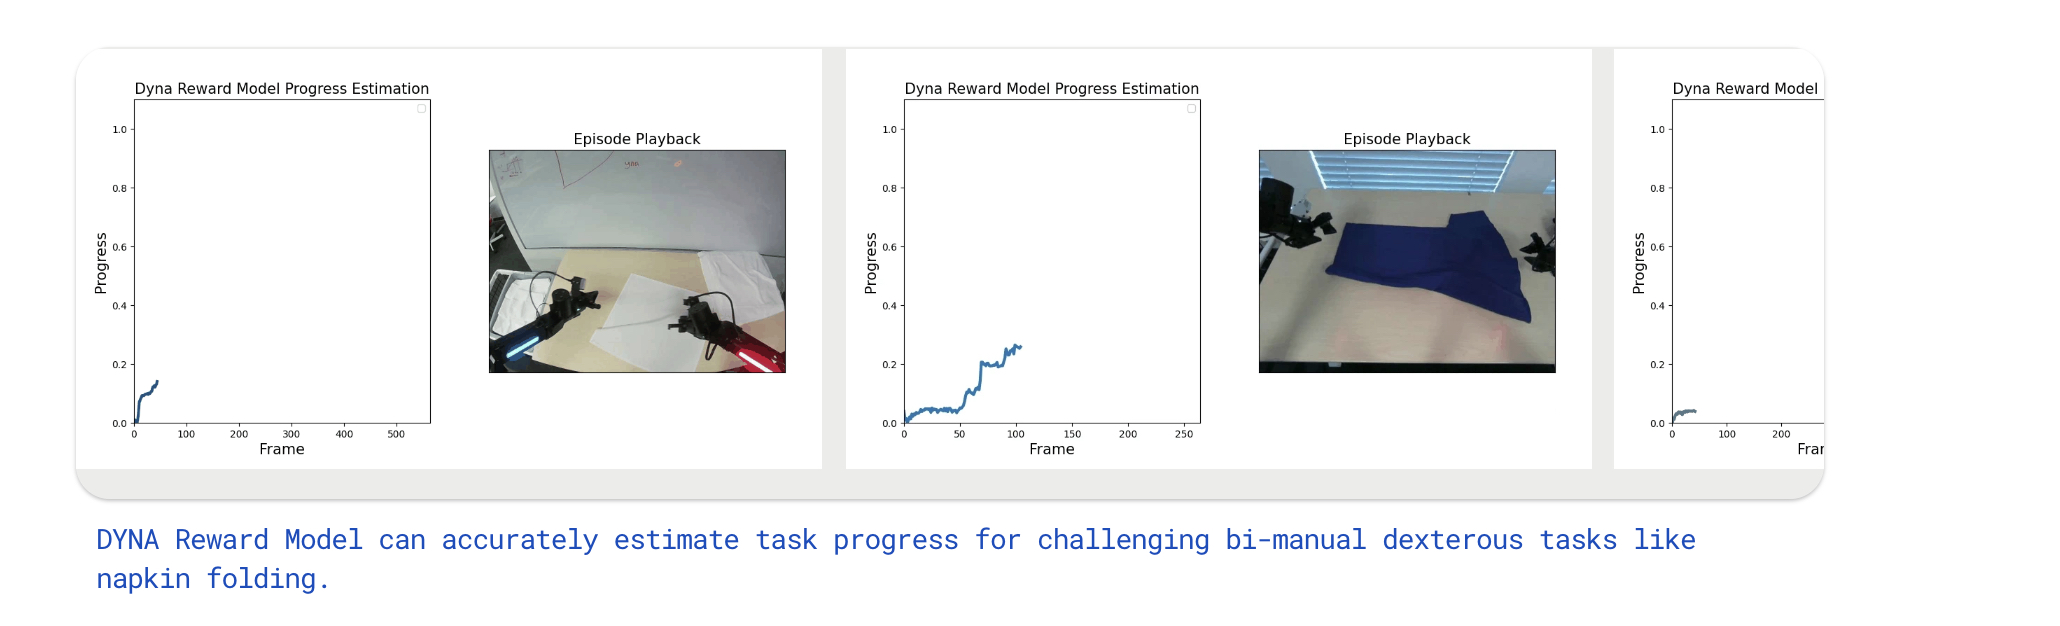 Dyna Reward Model Progress Estimation
1.0
0.8
0.6
0.4
0.2
0.0
Progress
0 100 200 300 400 500
Frame
Episode Playback
you
Dyna Reward Model Progress Estimation
1.0
0.8
0.6
0.4
0.2
0.0
Progress
0 50 100 150 200 250
Frame
Episode Playback
Dyna Reward Model
1.0
0.8
0.6
0.4
0.2
0.0
Progress
0 100 200
Fra
DYNA Reward Model can accurately estimate task progress for challenging bi-manual dexterous tasks like
napkin folding.